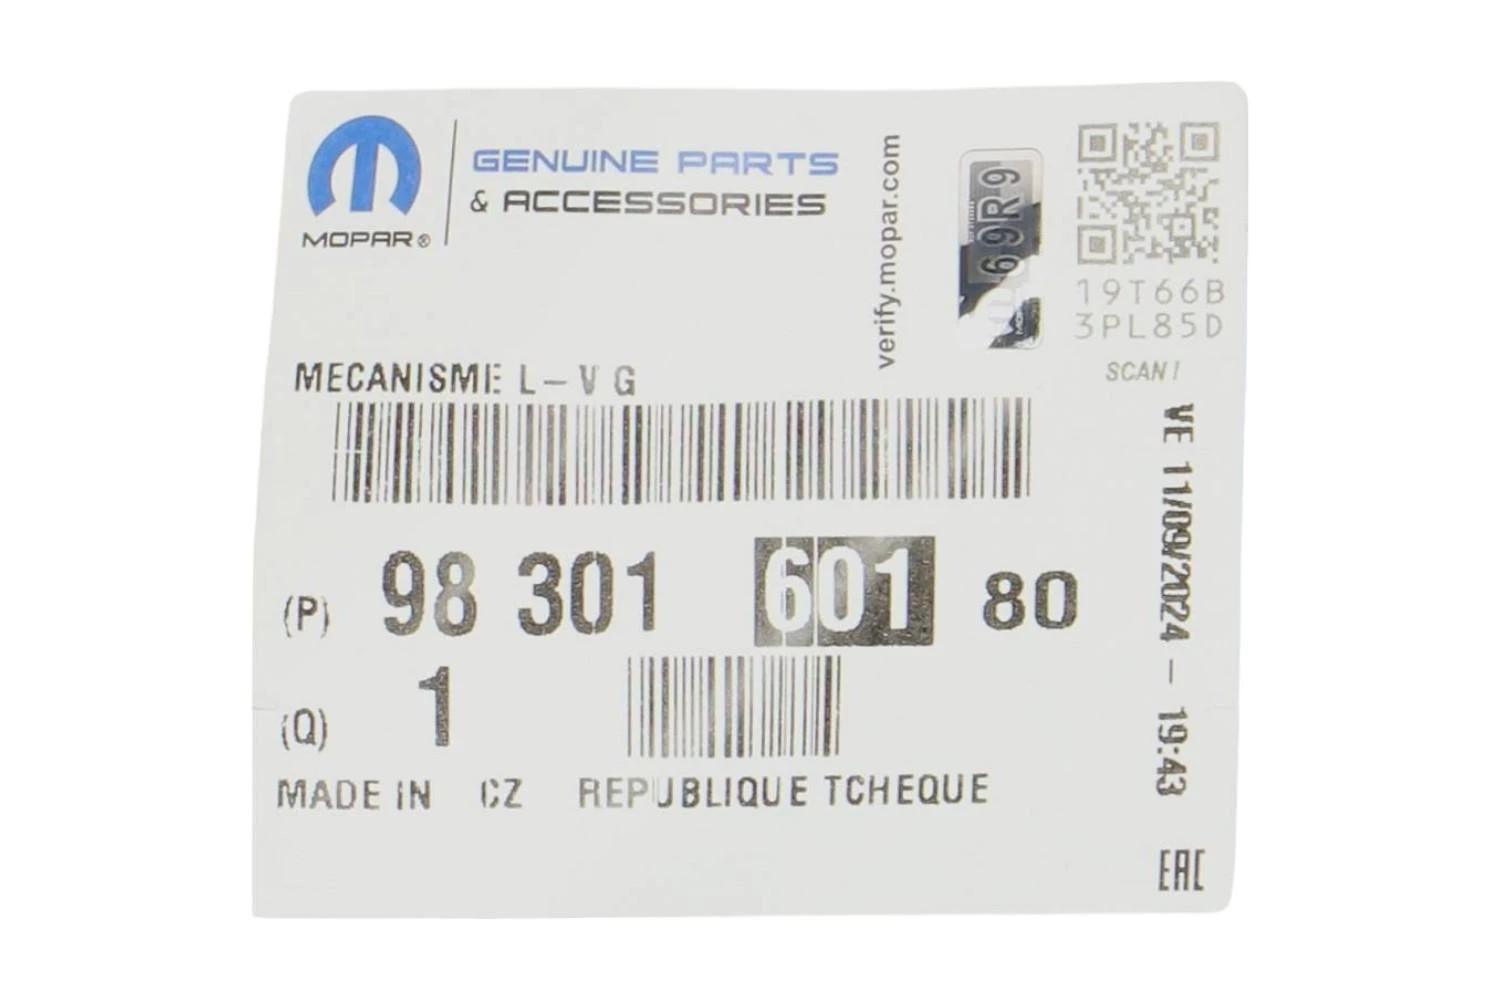 GENUINE PARTS
& ACCESSORIES
MOPAR®
verify.mopar.com
69R9
19T66B
3PL85D
SCAN!
MECANISME L-V G
(P) 98 301 601 80
(Q) 1
MADE IN CZ REPUBLIQUE TCHEQUE
VE 11/09/2024 - 19:43
EAC